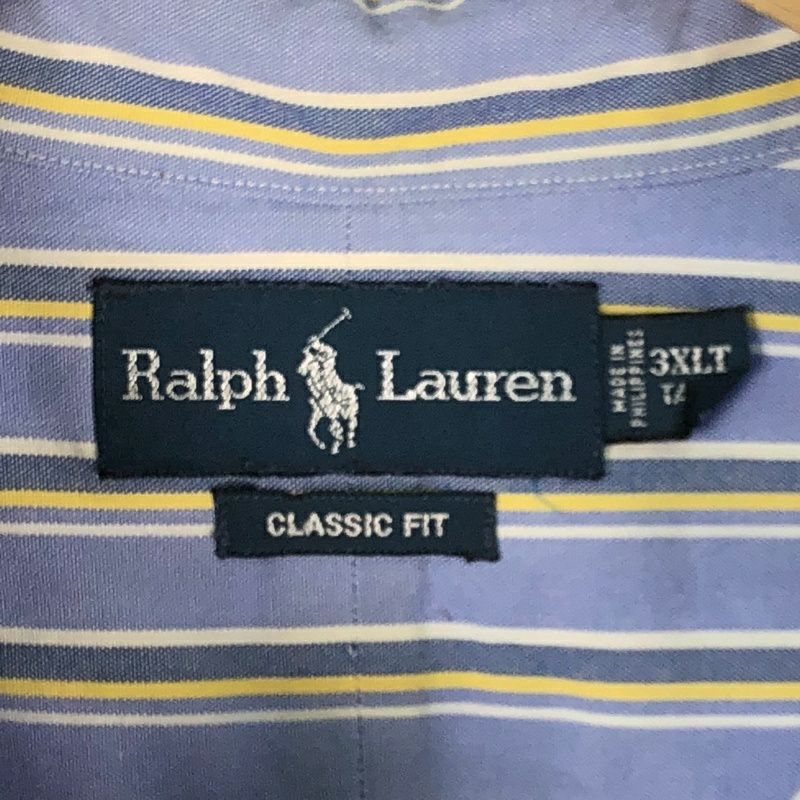 Ralph Lauren
MADE IN
PHILIPPINES
3XLT
CLASSIC FIT